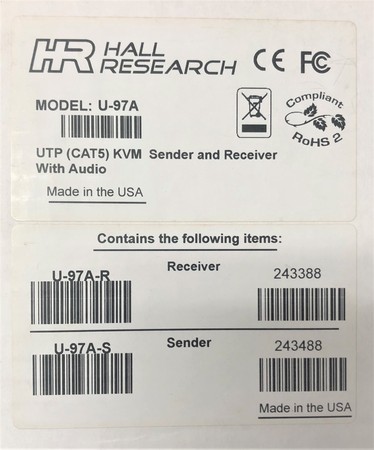 HR HALL RESEARCH
CE FC
MODEL: U-97A
Compliant
RoHS 2
UTP (CAT5) KVM Sender and Receiver
With Audio
Made in the USA
Contains the following items:
U-97A-R Receiver 243388
U-97A-S Sender 243488
Made in the USA